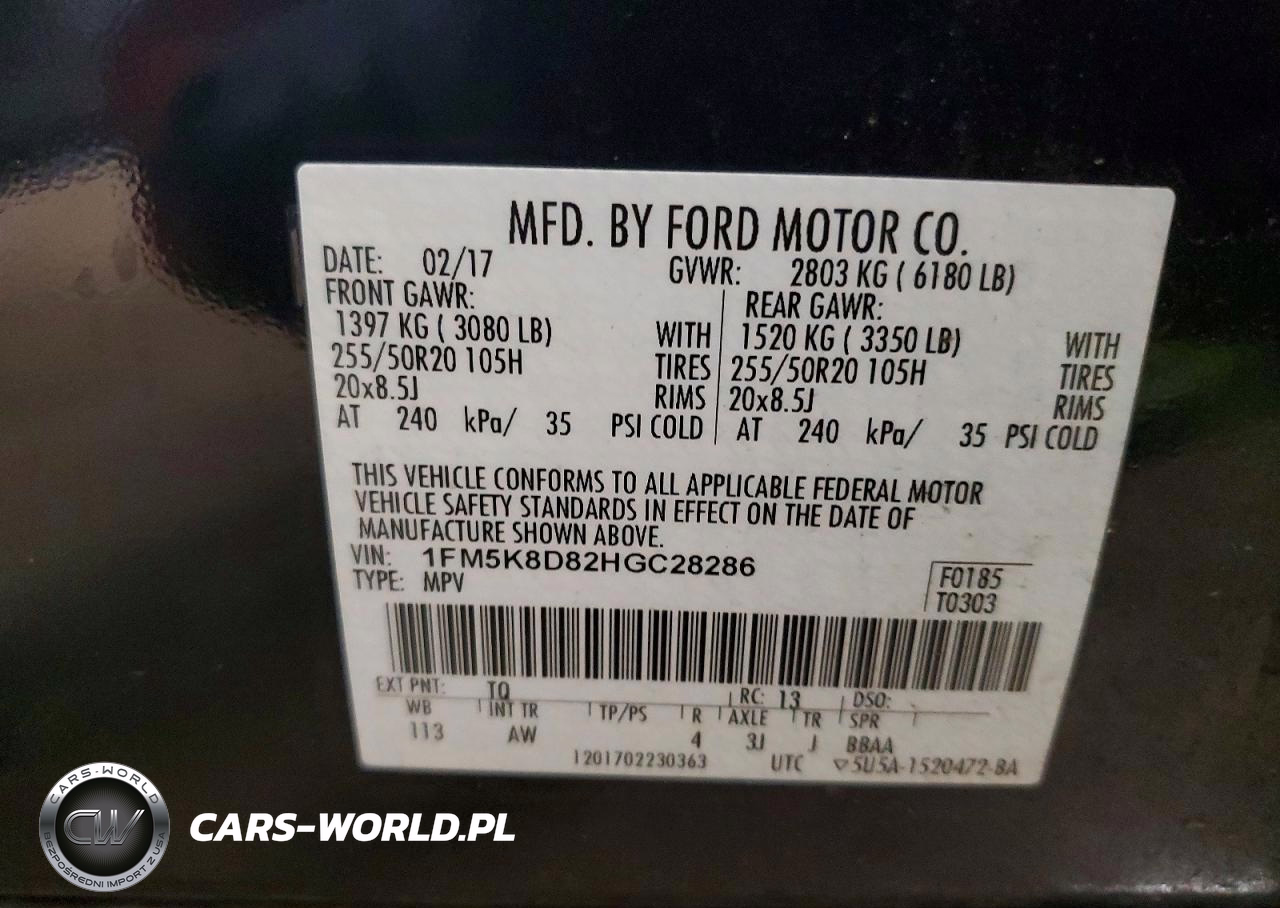 MFD. BY FORD MOTOR CO.
DATE: 02/17 GVWR: 2803 KG ( 6180 LB)
FRONT GAWR: REAR GAWR:
1397 KG ( 3080 LB) WITH 1520 KG ( 3350 LB) WITH
255/50R20 105H TIRES 255/50R20 105H TIRES
20x8.5J RIMS 20x8.5J RIMS
AT 240 kPa/ 35 PSI COLD AT 240 kPa/ 35 PSI COLD
THIS VEHICLE CONFORMS TO ALL APPLICABLE FEDERAL MOTOR
VEHICLE SAFETY STANDARDS IN EFFECT ON THE DATE OF
MANUFACTURE SHOWN ABOVE.
VIN: 1FM5K8D82HGC28286
TYPE: MPV
F0185
T0303
EXT PNT: TQ RC: 13 DSO:
WB INT TR TP/PS R AXLE TR SPR
113 AW 4 3J J BBAA
1201702230363 UTC ▽5U5A-1520472-BA
CARS-WORLD
CW
BEZPOŚREDNI IMPORT Z USA
CARS-WORLD.PL